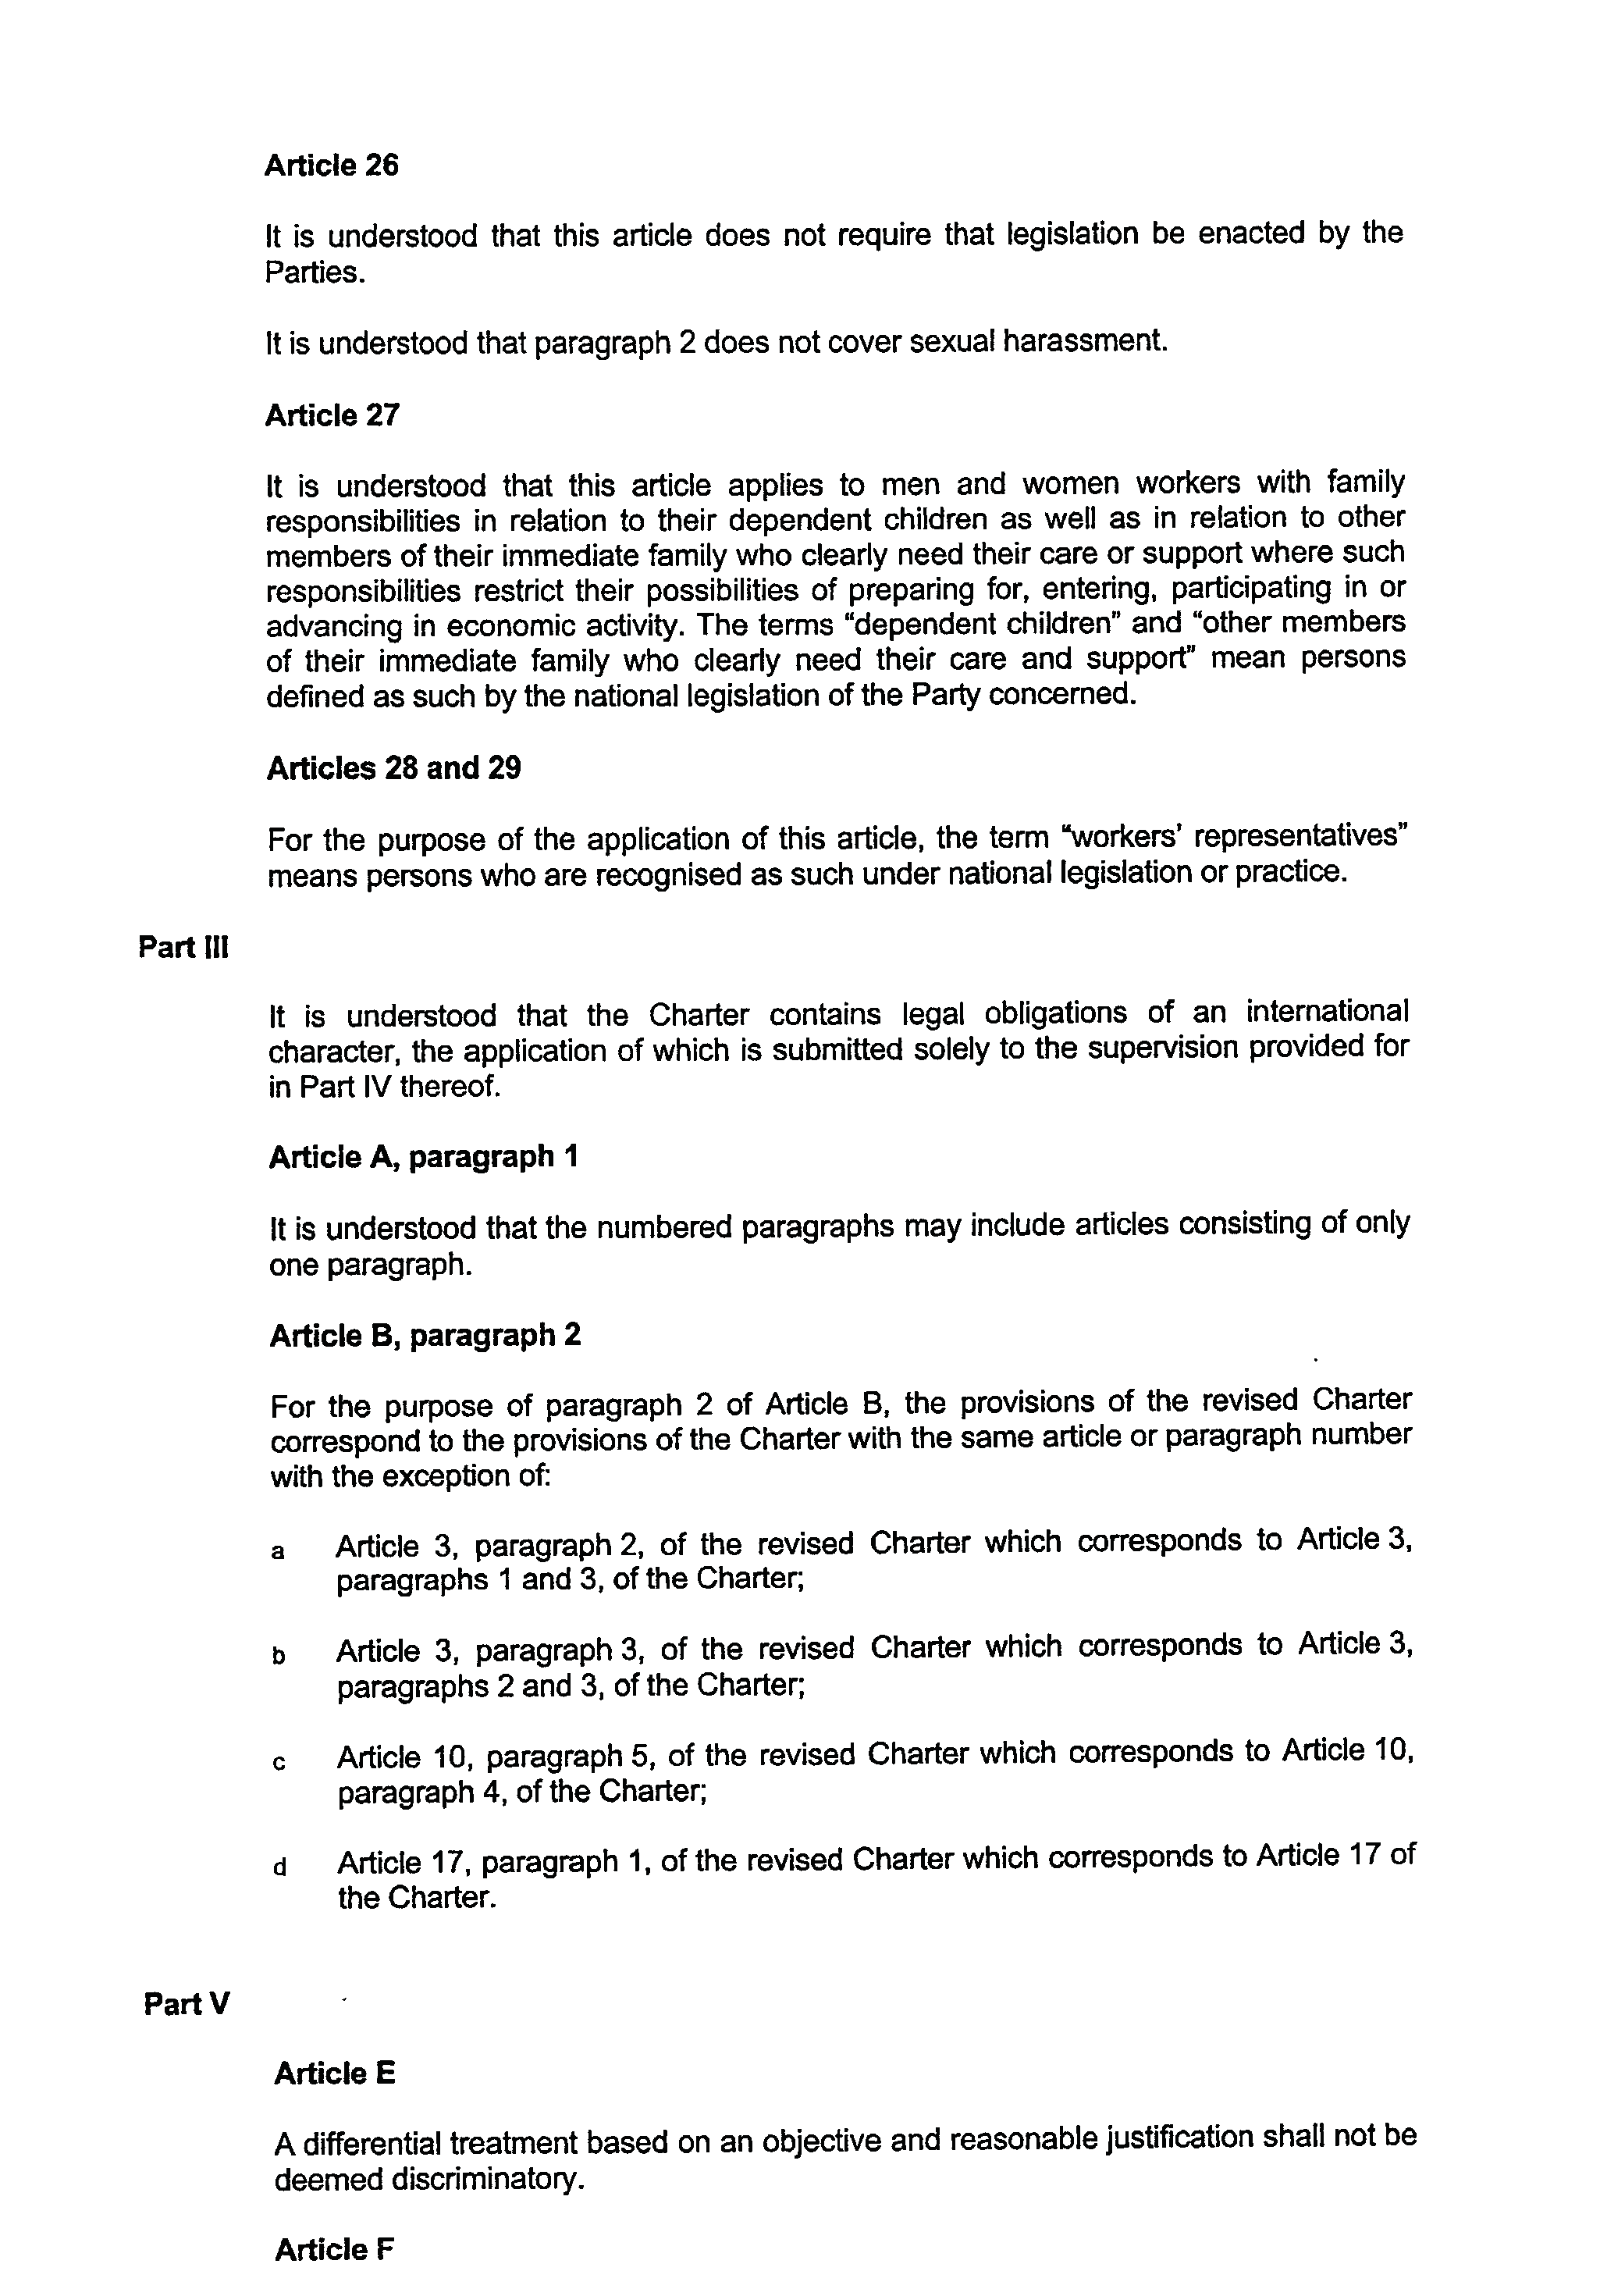 Article 26
It is understood that this article does not require that legislation be enacted by the
Parties.
It is understood that paragraph 2 does not cover sexual harassment.
Article 27
It is understood that this article applies to men and women workers with family
responsibilities in relation to their dependent children as well as in relation to other
members of their immediate family who clearly need their care or support where such
responsibilities restrict their possibilities of preparing for, entering, participating in or
advancing in economic activity. The terms “dependent children” and “other members
of their immediate family who clearly need their care and support” mean persons
defined as such by the national legislation of the Party concerned.
Articles 28 and 29
For the purpose of the application of this article, the term “workers’ representatives”
means persons who are recognised as such under national legislation or practice.
Part III
It is understood that the Charter contains legal obligations of an international
character, the application of which is submitted solely to the supervision provided for
in Part IV thereof.
Article A, paragraph 1
It is understood that the numbered paragraphs may include articles consisting of only
one paragraph.
Article B, paragraph 2
For the purpose of paragraph 2 of Article B, the provisions of the revised Charter
correspond to the provisions of the Charter with the same article or paragraph number
with the exception of:
a Article 3, paragraph 2, of the revised Charter which corresponds to Article 3,
paragraphs 1 and 3, of the Charter;
b Article 3, paragraph 3, of the revised Charter which corresponds to Article 3,
paragraphs 2 and 3, of the Charter;
c Article 10, paragraph 5, of the revised Charter which corresponds to Article 10,
paragraph 4, of the Charter;
d Article 17, paragraph 1, of the revised Charter which corresponds to Article 17 of
the Charter.
Part V
Article E
A differential treatment based on an objective and reasonable justification shall not be
deemed discriminatory.
Article F